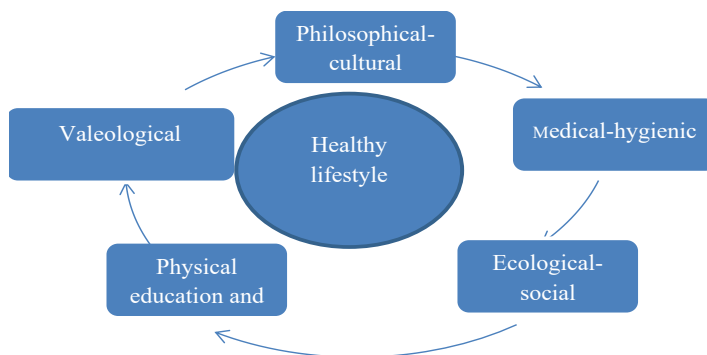 Philosophical-
cultural
Medical-hygienic
Ecological-
social
Physical
education and
Valeological
Healthy
lifestyle